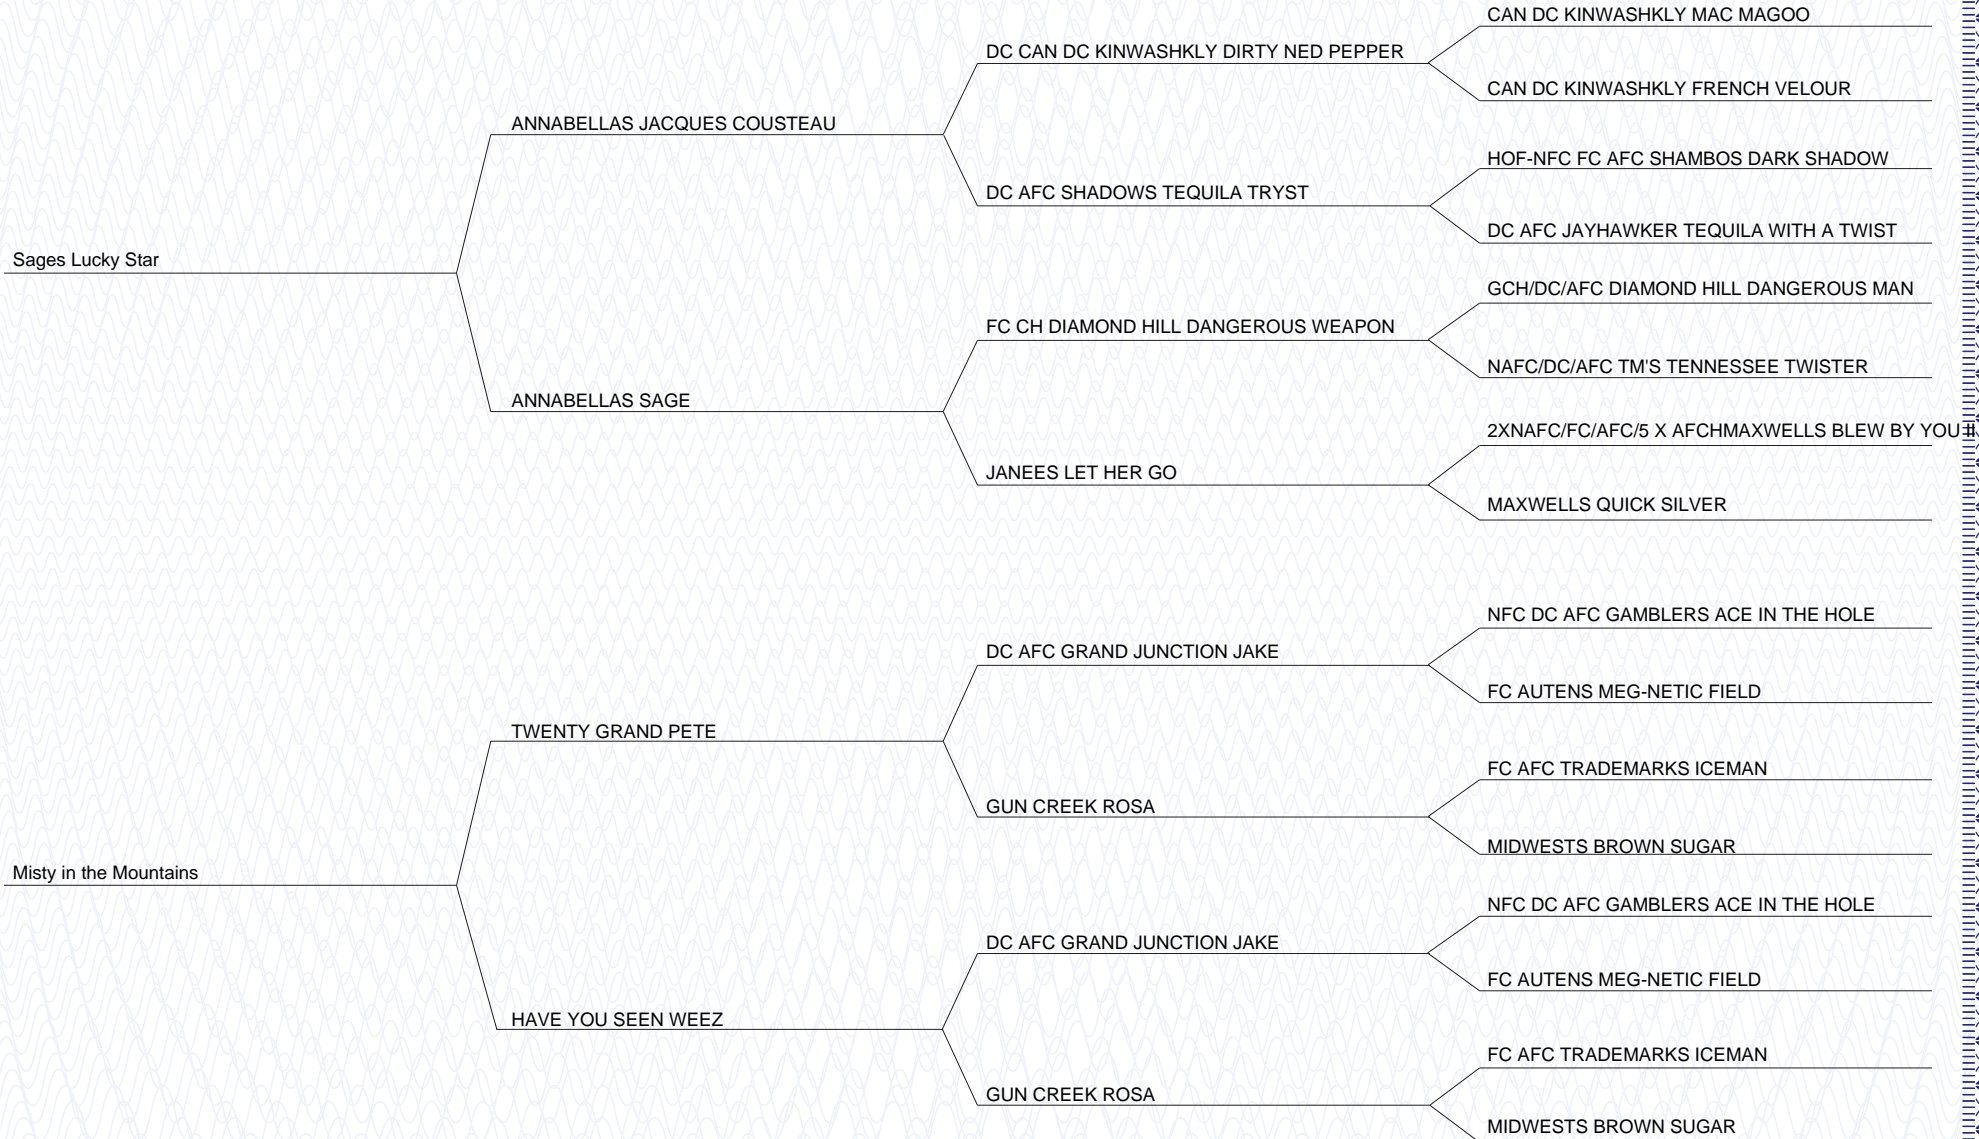 CAN DC KINWASHKLY MAC MAGOO
DC CAN DC KINWASHKLY DIRTY NED PEPPER
CAN DC KINWASHKLY FRENCH VELOUR
ANNABELLAS JACQUES COUSTEAU
HOF-NFC FC AFC SHAMBOS DARK SHADOW
DC AFC SHADOWS TEQUILA TRYST
DC AFC JAYHAWKER TEQUILA WITH A TWIST
Sages Lucky Star
GCH/DC/AFC DIAMOND HILL DANGEROUS MAN
FC CH DIAMOND HILL DANGEROUS WEAPON
NAFC/DC/AFC TM'S TENNESSEE TWISTER
ANNABELLAS SAGE
2XNAFC/FC/AFC/5 X AFCHMAXWELLS BLEW BY YOU II
JANEES LET HER GO
MAXWELLS QUICK SILVER
NFC DC AFC GAMBLERS ACE IN THE HOLE
DC AFC GRAND JUNCTION JAKE
FC AUTENS MEG-NETIC FIELD
TWENTY GRAND PETE
FC AFC TRADEMARKS ICEMAN
GUN CREEK ROSA
MIDWESTS BROWN SUGAR
Misty in the Mountains
NFC DC AFC GAMBLERS ACE IN THE HOLE
DC AFC GRAND JUNCTION JAKE
FC AUTENS MEG-NETIC FIELD
HAVE YOU SEEN WEEZ
FC AFC TRADEMARKS ICEMAN
GUN CREEK ROSA
MIDWESTS BROWN SUGAR